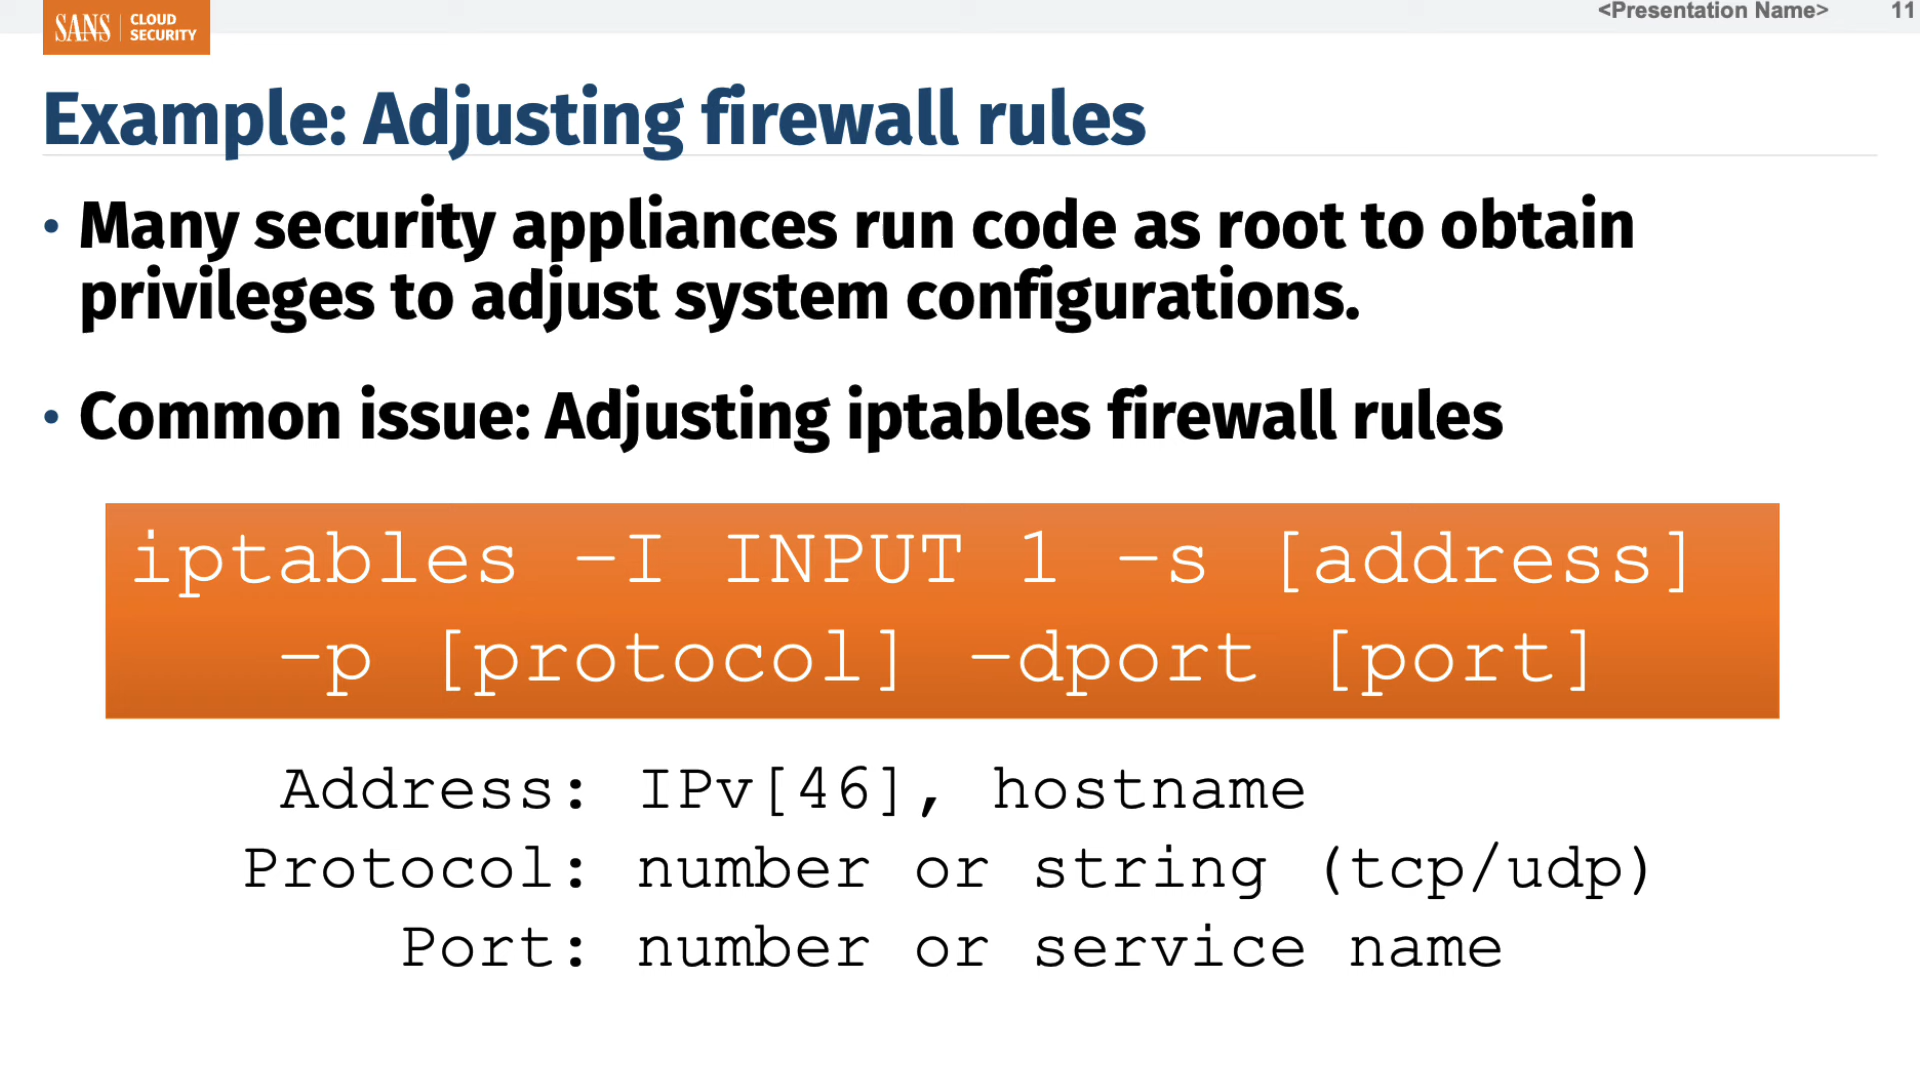 SANS | CLOUD SECURITY
<Presentation Name> 11
Example: Adjusting firewall rules
• Many security appliances run code as root to obtain
privileges to adjust system configurations.
• Common issue: Adjusting iptables firewall rules
iptables –I INPUT 1 –s [address]
–p [protocol] –dport [port]
Address: IPv[46], hostname
Protocol: number or string (tcp/udp)
Port: number or service name